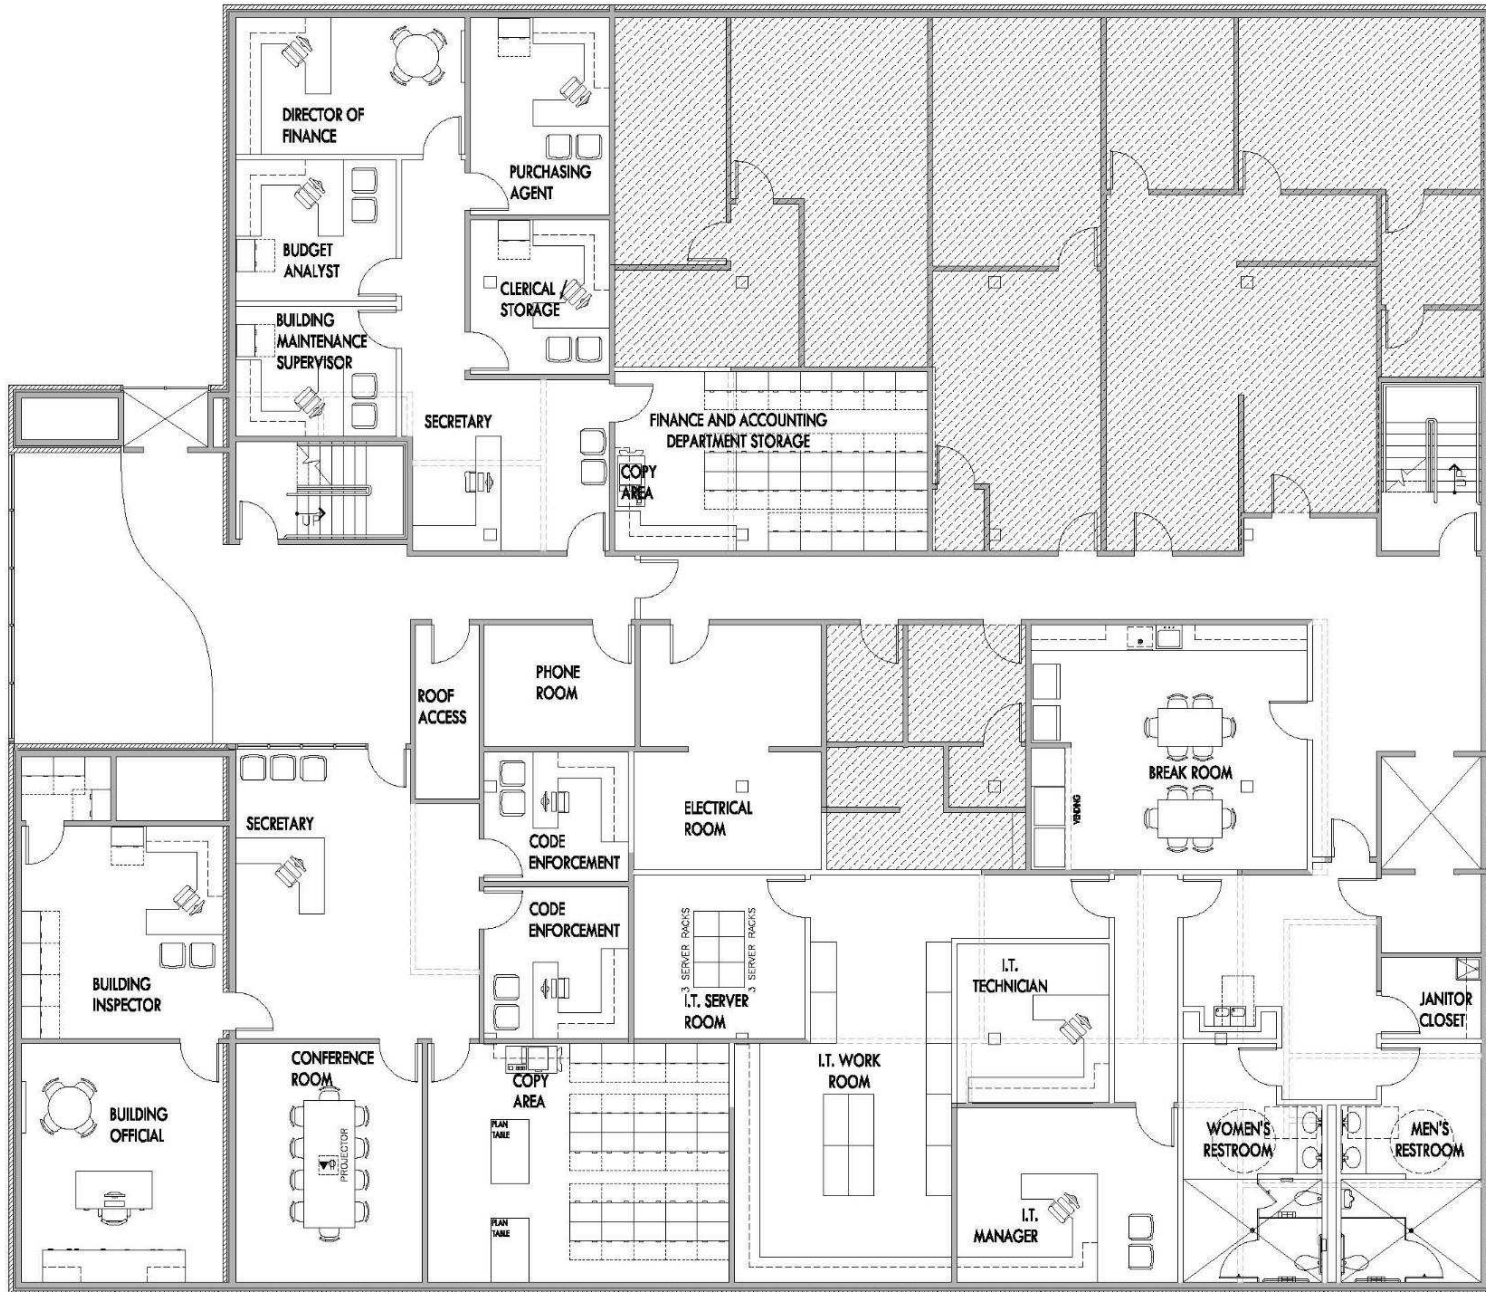 DIRECTOR OF
FINANCE
PURCHASING
AGENT
BUDGET
ANALYST
CLERICAL /
STORAGE
BUILDING
MAINTENANCE
SUPERVISOR
SECRETARY
FINANCE AND ACCOUNTING
DEPARTMENT STORAGE
COPY
AREA
UP
UP
PHONE
ROOM
ROOF
ACCESS
BREAK ROOM
VENDING
ELECTRICAL
ROOM
SECRETARY
CODE
ENFORCEMENT
CODE
ENFORCEMENT
3 SERVER RACKS
3 SERVER RACKS
I.T. SERVER
ROOM
I.T.
TECHNICIAN
JANITOR
CLOSET
BUILDING
INSPECTOR
CONFERENCE
ROOM
PROJECTOR
COPY
AREA
PLAN
TABLE
PLAN
TABLE
I.T. WORK
ROOM
BUILDING
OFFICIAL
WOMEN'S
RESTROOM
MEN'S
RESTROOM
I.T.
MANAGER